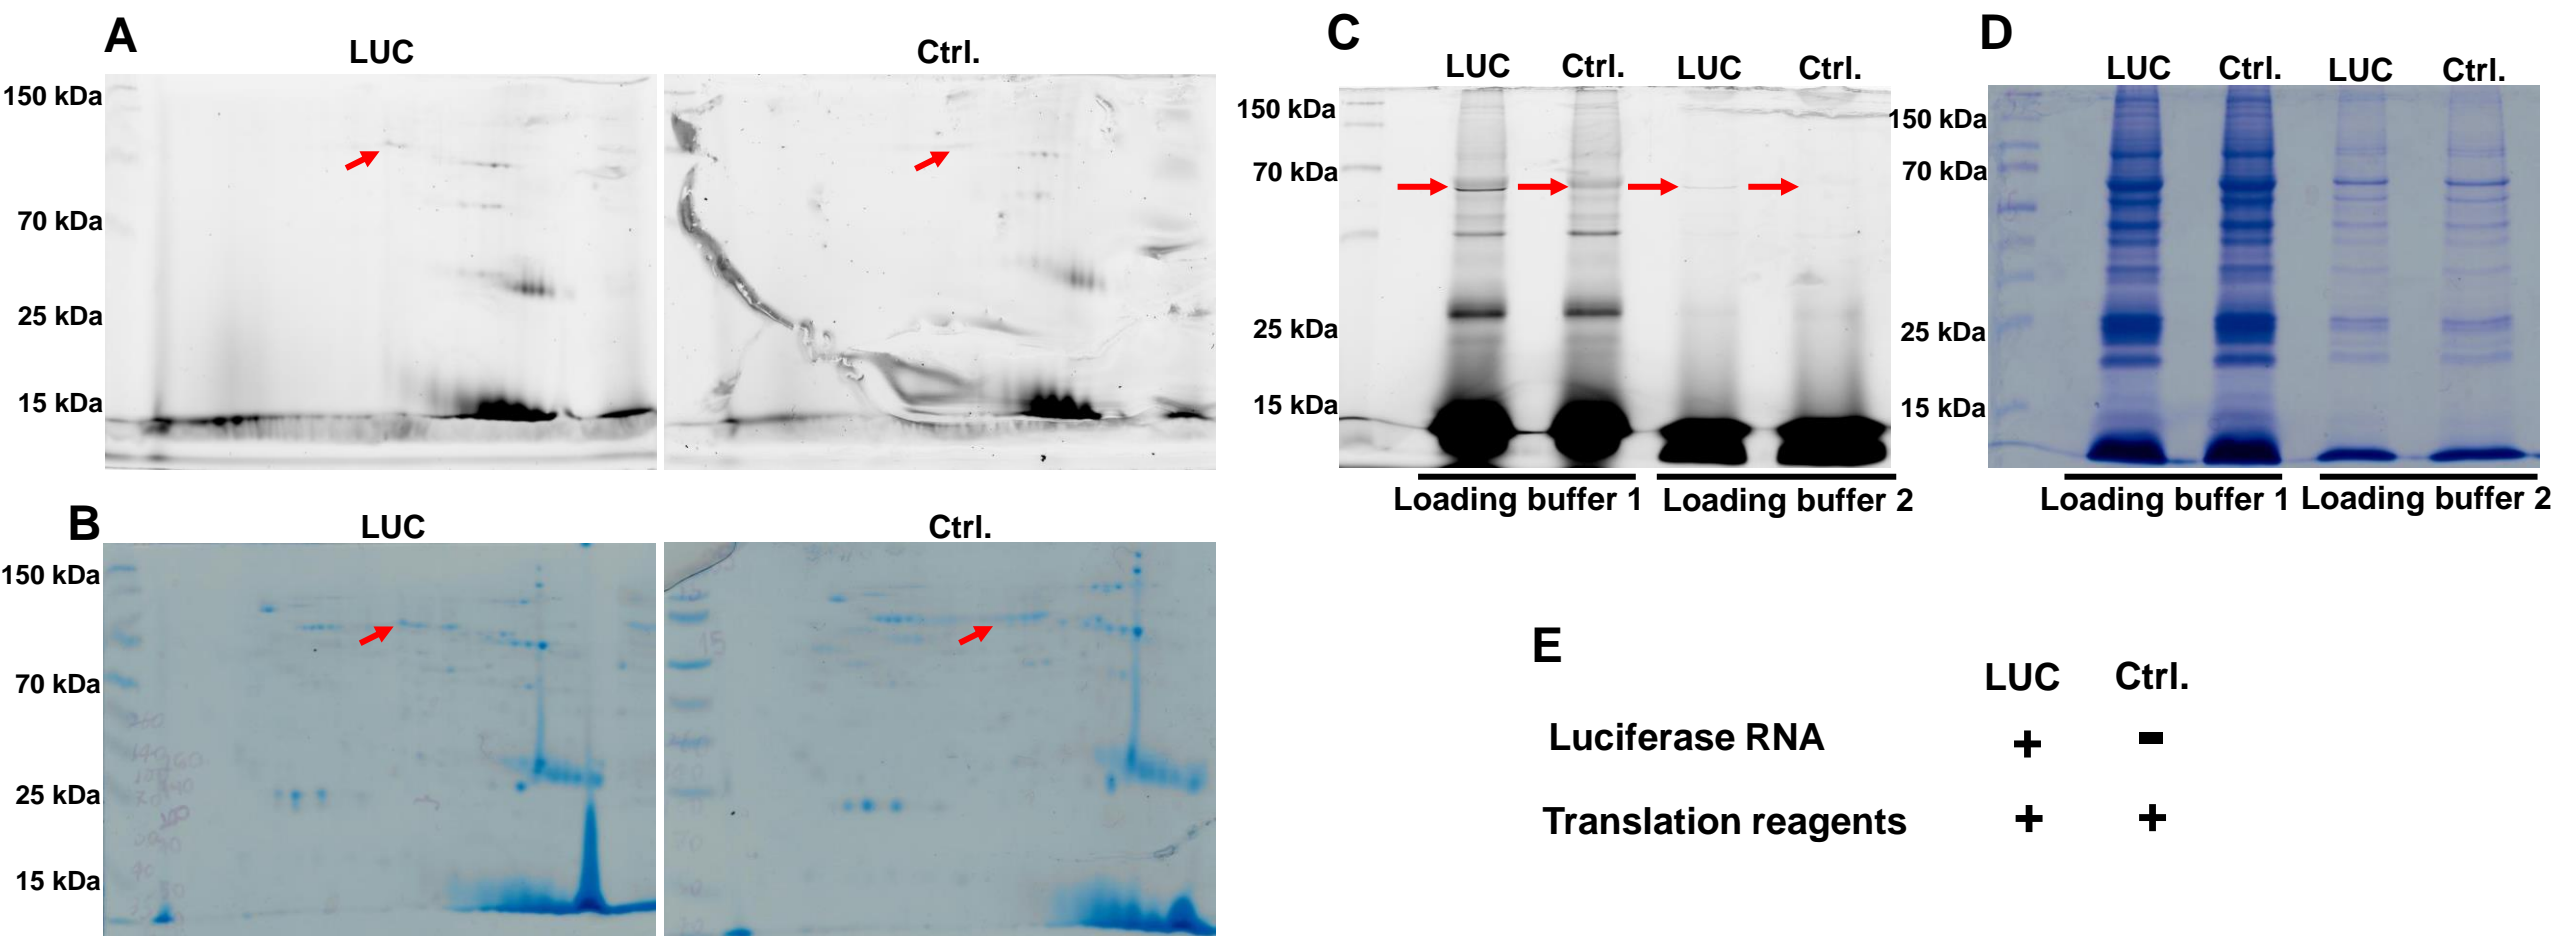 A
LUC
Ctrl.
150 kDa
70 kDa
25 kDa
15 kDa
B
LUC
Ctrl.
150 kDa
70 kDa
25 kDa
15 kDa
15
C
LUC Ctrl. LUC Ctrl.
150 kDa
70 kDa
25 kDa
15 kDa
Loading buffer 1 Loading buffer 2
D
LUC Ctrl. LUC Ctrl.
150 kDa
70 kDa
25 kDa
15 kDa
Loading buffer 1 Loading buffer 2
E
LUC Ctrl.
Luciferase RNA + -
Translation reagents + +